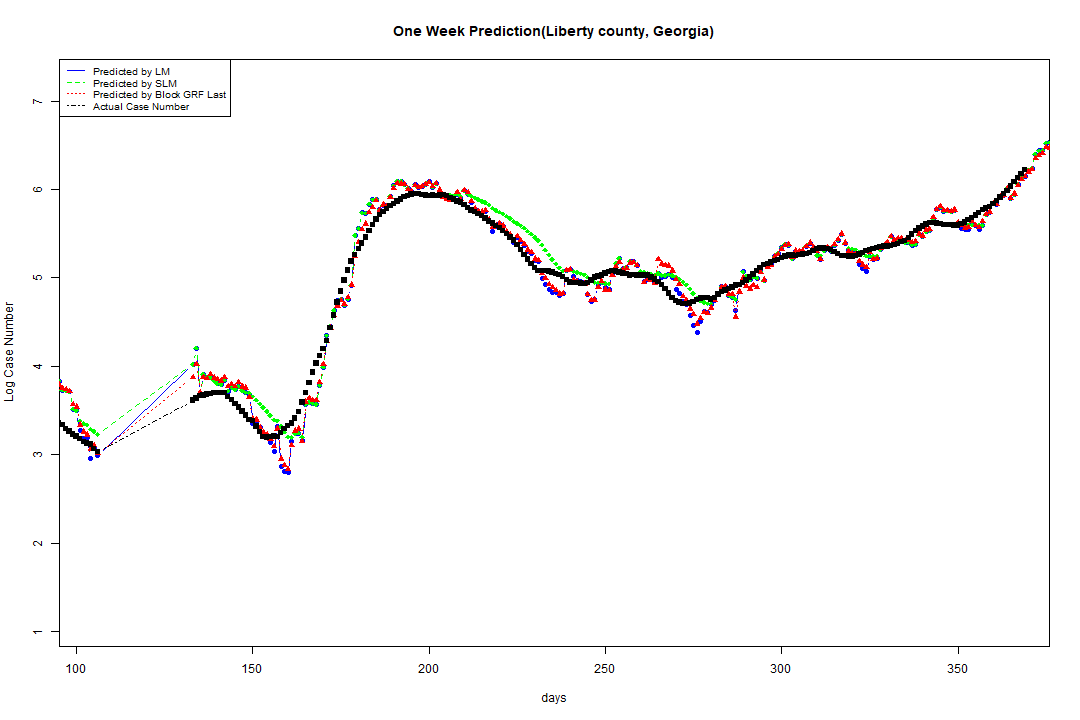 One Week Prediction(Liberty county, Georgia)
Predicted by LM
Predicted by SLM
Predicted by Block GRF Last
Actual Case Number
Log Case Number
7
6
5
4
3
2
1
100 150 200 250 300 350
days